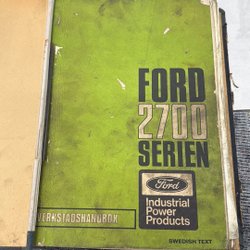 FORD
2700
SERIEN
Ford
Industrial
Power
Products
VERKSTADSHANDBOK
SWEDISH TEXT